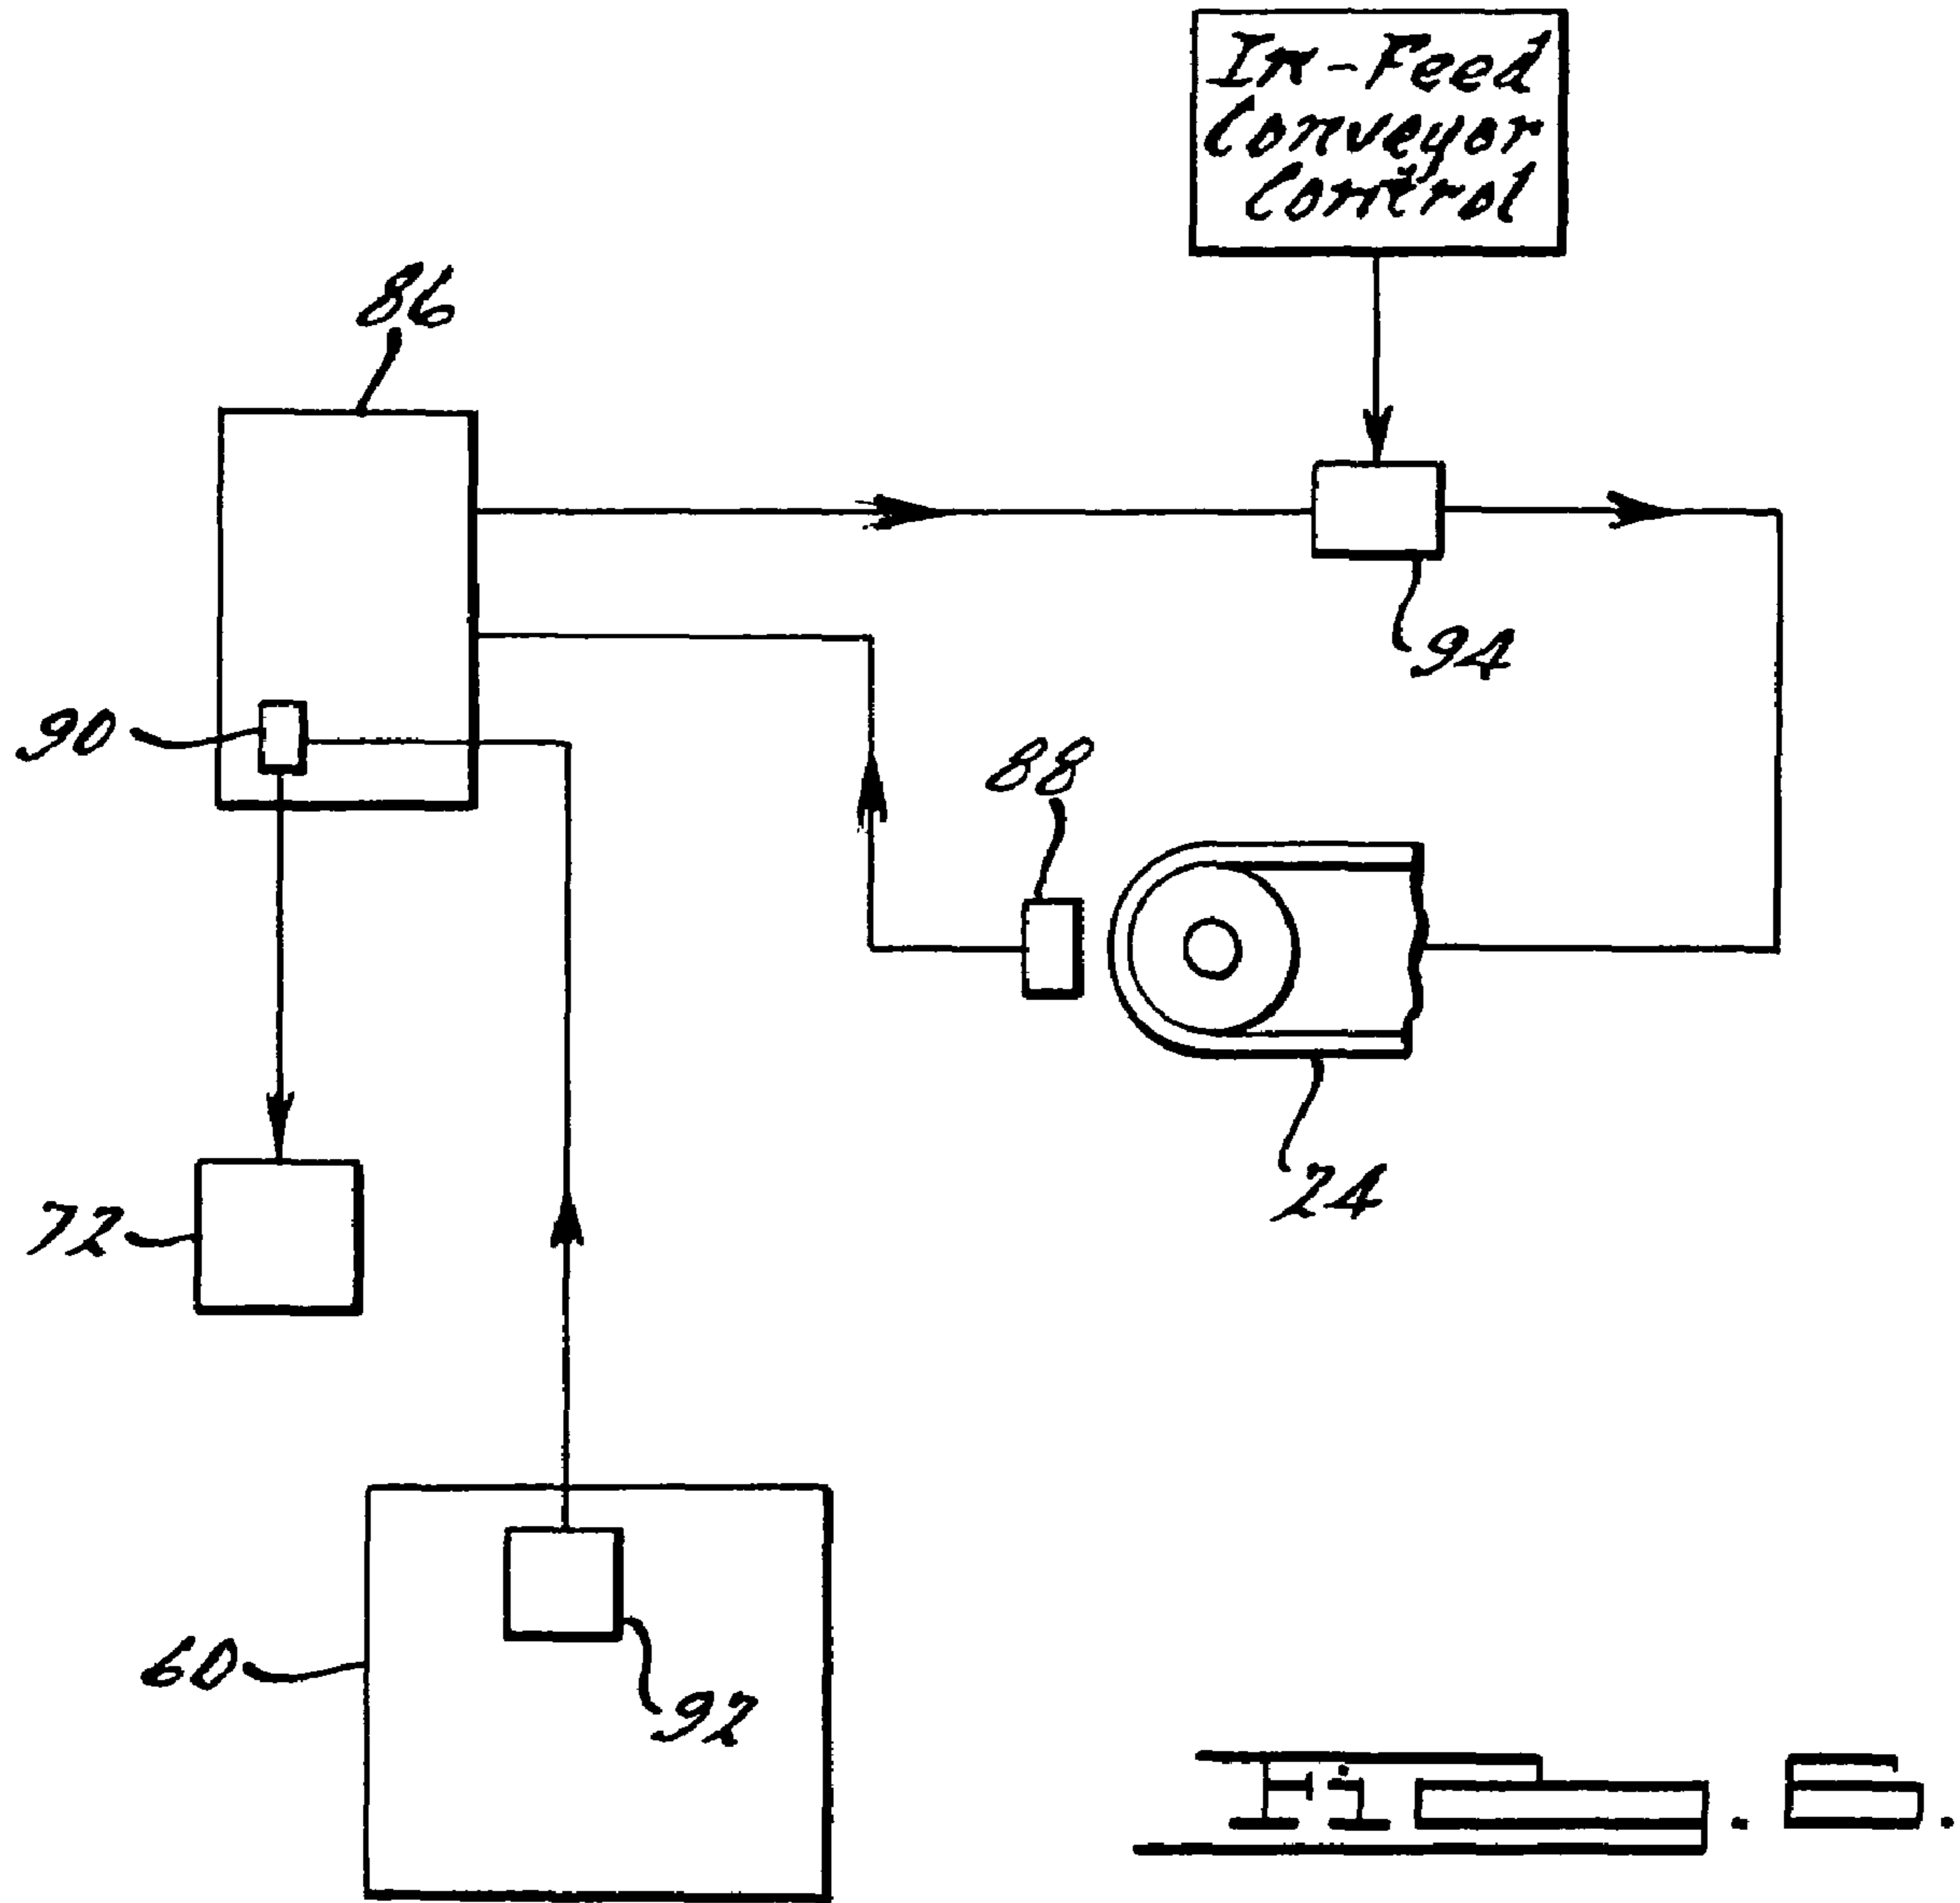 In-Feed
Conveyor
Control
86
94
90
88
24
72
60
92
Fig. 6.